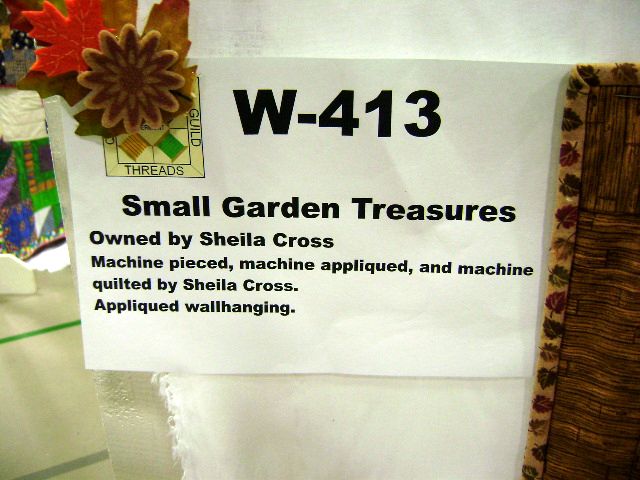 W-413
GUILD
THREADS
Small Garden Treasures
Owned by Sheila Cross
Machine pieced, machine appliqued, and machine
quilted by Sheila Cross.
Appliqued wallhanging.